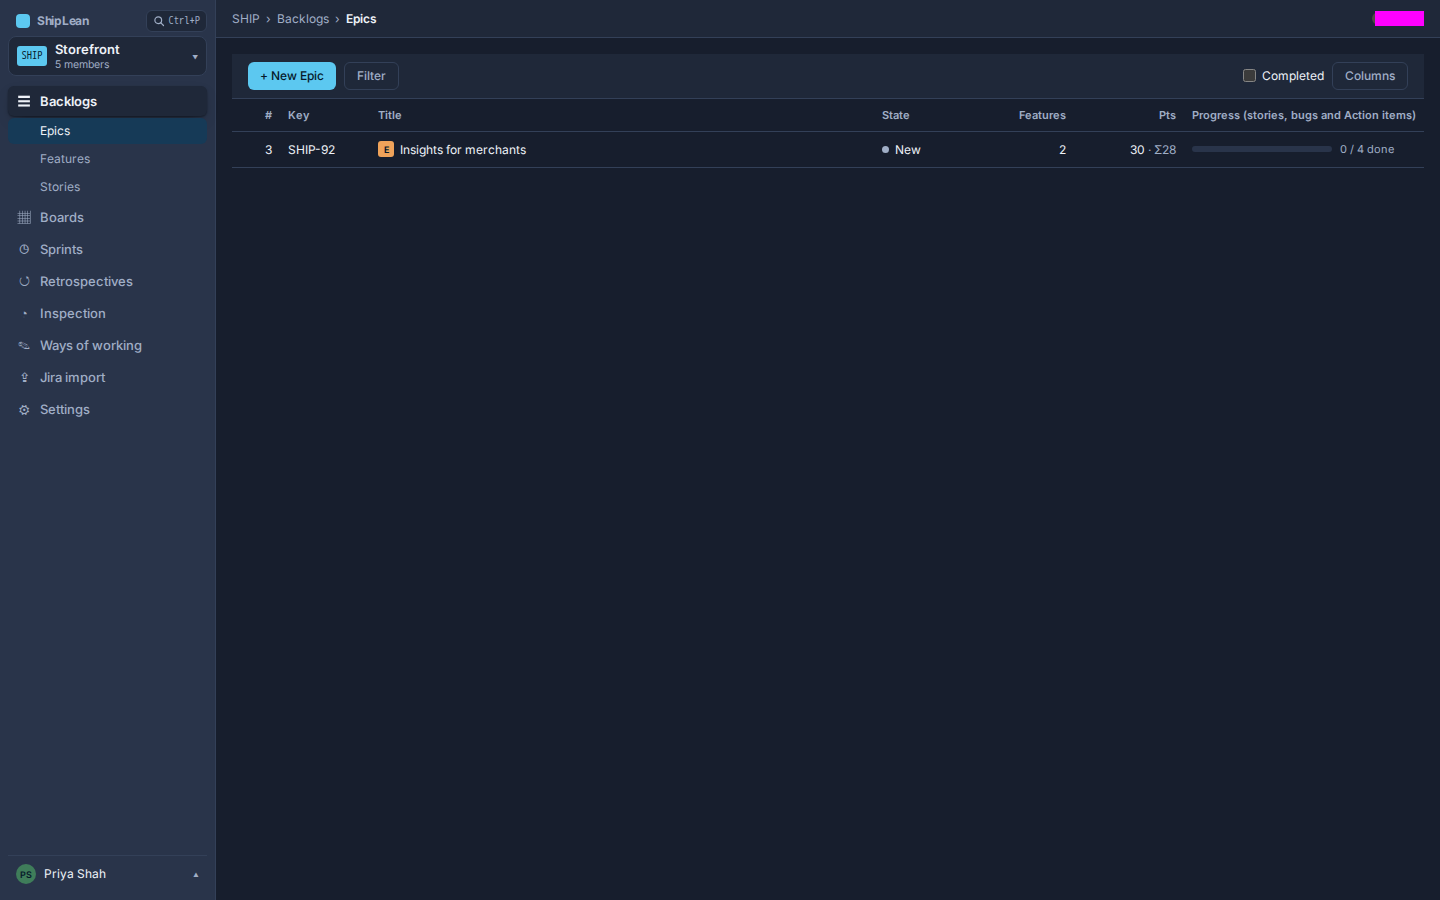 ShipLean Ctrl+P
SHIP Storefront
5 members
Backlogs
Epics
Features
Stories
Boards
Sprints
Retrospectives
Inspection
Ways of working
Jira import
Settings
PS Priya Shah
SHIP › Backlogs › Epics
+ New Epic Filter Completed Columns
# Key Title State Features Pts Progress (stories, bugs and Action items)
3 SHIP-92 E Insights for merchants New 2 30 · Σ28 0 / 4 done